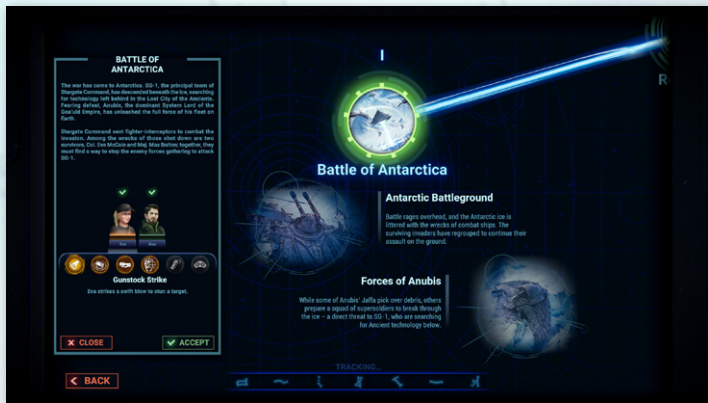 BATTLE OF
ANTARCTICA
The war has come to Antarctica. SG-1, the principal team of
Stargate Command, has descended beneath the ice, searching
for technology left behind in the Lost City of the Ancients.
Fearing defeat, Anubis, the dominant System Lord of the
Goa'uld Empire, has unleashed the full force of his fleet on
Earth.
Stargate Command sent fighter-interceptors to combat the
invasion. Among the wrecks of those shot down are two
survivors, Col. Eva McCain and Maj. Max Bolton; together, they
must find a way to stop the enemy forces gathering to attack
SG-1.
Eva
Max
Gunstock Strike
Eva strikes a swift blow to stun a target.
CLOSE
ACCEPT
BACK
I
Battle of Antarctica
Antarctic Battleground
Battle rages overhead, and the Antarctic ice is
littered with the wrecks of combat ships. The
surviving invaders have regrouped to continue their
assault on the ground.
Forces of Anubis
While some of Anubis' Jaffa pick over debris, others
prepare a squad of supersoldiers to break through
the ice – a direct threat to SG-1, who are searching
for Ancient technology below.
TRACKING...